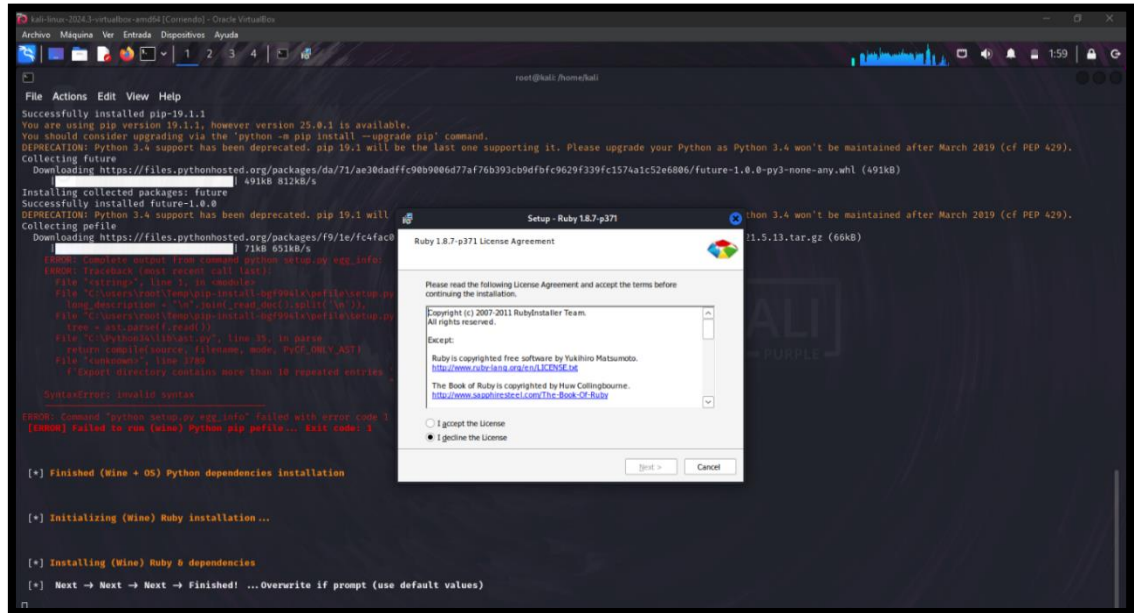 kali-linux-2024.3-virtualbox-amd64 [Corriendo] - Oracle VirtualBox
Archivo Máquina Ver Entrada Dispositivos Ayuda
1 2 3 4
1:59
root@kali: /home/kali
File Actions Edit View Help
Successfully installed pip-19.1.1
You are using pip version 19.1.1, however version 25.0.1 is available.
You should consider upgrading via the 'python -m pip install --upgrade pip' command.
DEPRECATION: Python 3.4 support has been deprecated. pip 19.1 will be the last one supporting it. Please upgrade your Python as Python 3.4 won't be maintained after March 2019 (cf PEP 429).
Collecting future
Downloading https://files.pythonhosted.org/packages/da/71/ae30dadffc90b9006d77af76b393cb9dfbfc9629f339fc1574a1c52e6806/future-1.0.0-py3-none-any.whl (491kB)
491kB 812kB/s
Installing collected packages: future
Successfully installed future-1.0.0
DEPRECATION: Python 3.4 support has been deprecated. pip 19.1 will
thon 3.4 won't be maintained after March 2019 (cf PEP 429).
Collecting pefile
Downloading https://files.pythonhosted.org/packages/f9/1e/fc4fac0
21.5.13.tar.gz (66kB)
71kB 651kB/s
ERROR: Complete output from command python setup.py egg_info:
ERROR: Traceback (most recent call last):
File "<string>", line 1, in <module>
File "C:\users\root\Temp\pip-install-bgf994lx\pefile\setup.py
long_description = "\n".join(_read_doc().split('\n')),
File "C:\users\root\Temp\pip-install-bgf994lx\pefile\setup.py
tree = ast.parse(f.read())
File "C:\Python34\lib\ast.py", line 35, in parse
return compile(source, filename, mode, PyCF_ONLY_AST)
File "<unknown>", line 3789
f'Export directory contains more than 10 repeated entries
SyntaxError: invalid syntax
ERROR: Command "python setup.py egg_info" failed with error code 1
[ERROR] Failed to run (wine) Python pip pefile... Exit code: 1
[*] Finished (Wine + OS) Python dependencies installation
[*] Initializing (Wine) Ruby installation...
[*] Installing (Wine) Ruby & dependencies
[*] Next → Next → Next → Finished! ...Overwrite if prompt (use default values)
Setup - Ruby 1.8.7-p371
Ruby 1.8.7-p371 License Agreement
Please read the following License Agreement and accept the terms before
continuing the installation.
Copyright (c) 2007-2011 RubyInstaller Team.
All rights reserved.
Except:
Ruby is copyrighted free software by Yukihiro Matsumoto.
http://www.ruby-lang.org/en/LICENSE.txt
The Book of Ruby is copyrighted by Huw Collingbourne.
http://www.sapphiresteel.com/The-Book-Of-Ruby
I accept the License
I decline the License
Next >
Cancel
KALI
PURPLE